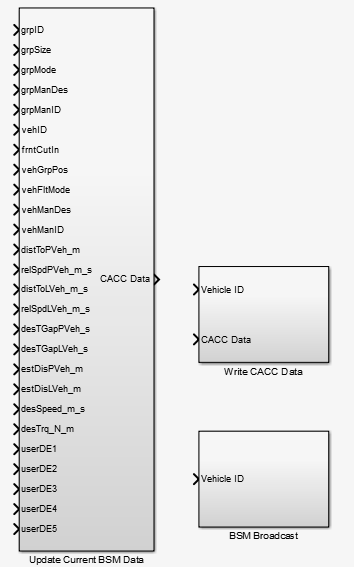 grpID
grpSize
grpMode
grpManDes
grpManID
vehID
frntCutIn
vehGrpPos
vehFltMode
vehManDes
vehManID
distToPVeh_m
relSpdPVeh_m_s
distToLVeh_m
relSpdLVeh_m_s
desTGapPVeh_s
desTGapLVeh_s
estDisPVeh_m
estDisLVeh_m
desSpeed_m_s
desTrq_N_m
userDE1
userDE2
userDE3
userDE4
userDE5
CACC Data
Update Current BSM Data
Vehicle ID
CACC Data
Write CACC Data
Vehicle ID
BSM Broadcast